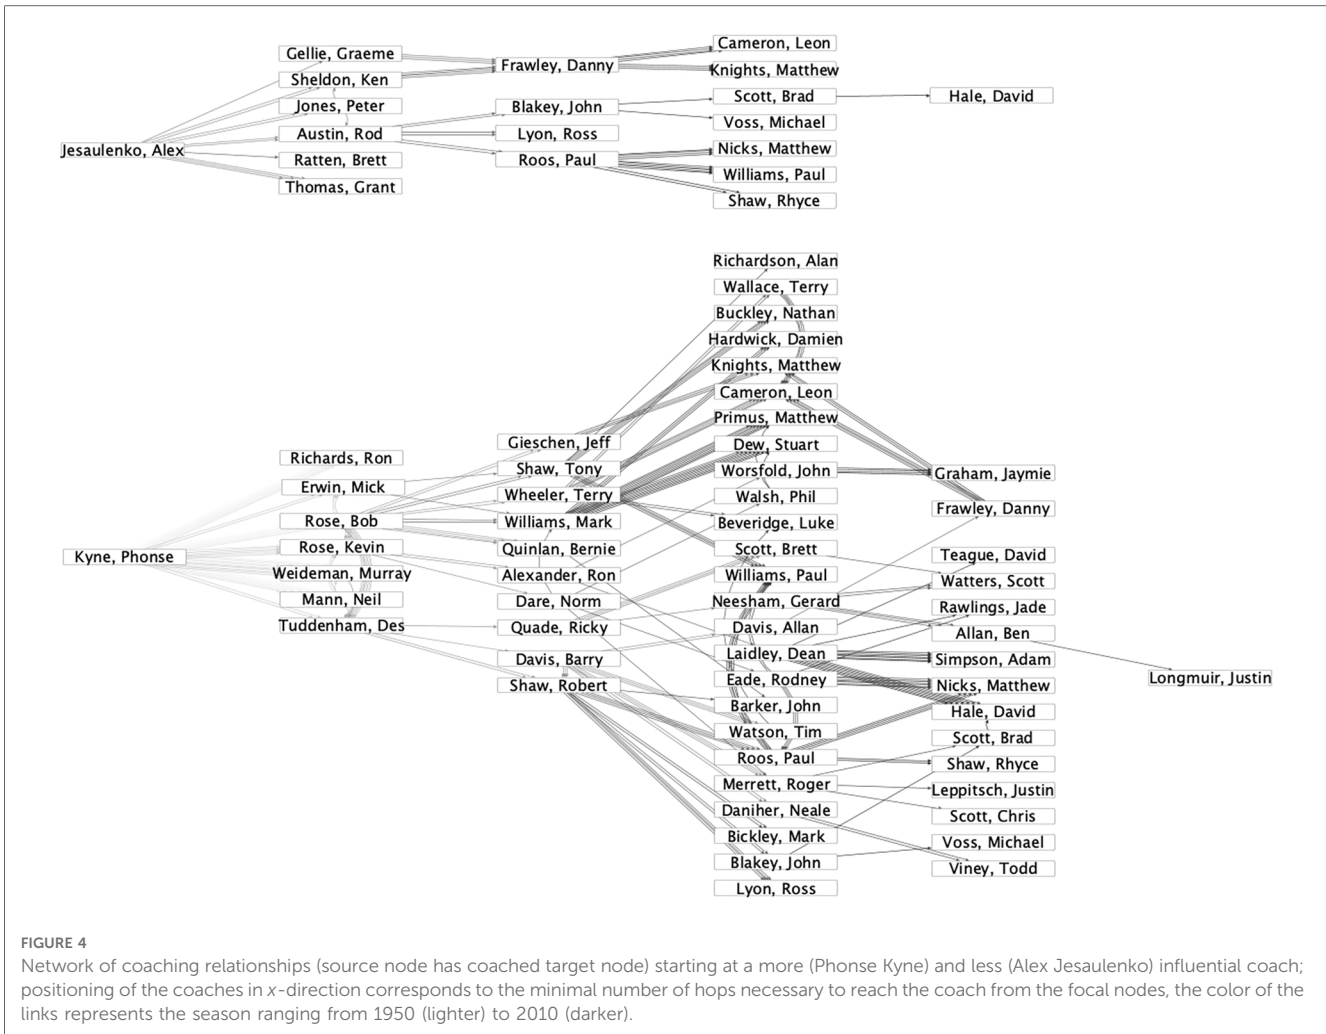 Jesaulenko, Alex
Gellie, Graeme
Sheldon, Ken
Jones, Peter
Austin, Rod
Ratten, Brett
Thomas, Grant
Frawley, Danny
Blakey, John
Lyon, Ross
Roos, Paul
Cameron, Leon
Knights, Matthew
Scott, Brad
Voss, Michael
Nicks, Matthew
Williams, Paul
Shaw, Rhyce
Hale, David
Kyne, Phonse
Richards, Ron
Erwin, Mick
Rose, Bob
Rose, Kevin
Weideman, Murray
Mann, Neil
Tuddenham, Des
Gieschen, Jeff
Shaw, Tony
Wheeler, Terry
Williams, Mark
Quinlan, Bernie
Alexander, Ron
Dare, Norm
Quade, Ricky
Davis, Barry
Shaw, Robert
Richardson, Alan
Wallace, Terry
Buckley, Nathan
Hardwick, Damien
Knights, Matthew
Cameron, Leon
Primus, Matthew
Dew, Stuart
Worsfold, John
Walsh, Phil
Beveridge, Luke
Scott, Brett
Williams, Paul
Neesham, Gerard
Davis, Allan
Laidley, Dean
Eade, Rodney
Barker, John
Watson, Tim
Roos, Paul
Merrett, Roger
Daniher, Neale
Bickley, Mark
Blakey, John
Lyon, Ross
Graham, Jaymie
Frawley, Danny
Teague, David
Watters, Scott
Rawlings, Jade
Allan, Ben
Simpson, Adam
Nicks, Matthew
Hale, David
Scott, Brad
Shaw, Rhyce
Leppitsch, Justin
Scott, Chris
Voss, Michael
Viney, Todd
Longmuir, Justin
FIGURE 4
Network of coaching relationships (source node has coached target node) starting at a more (Phonse Kyne) and less (Alex Jesaulenko) influential coach;
positioning of the coaches in x-direction corresponds to the minimal number of hops necessary to reach the coach from the focal nodes, the color of the
links represents the season ranging from 1950 (lighter) to 2010 (darker).